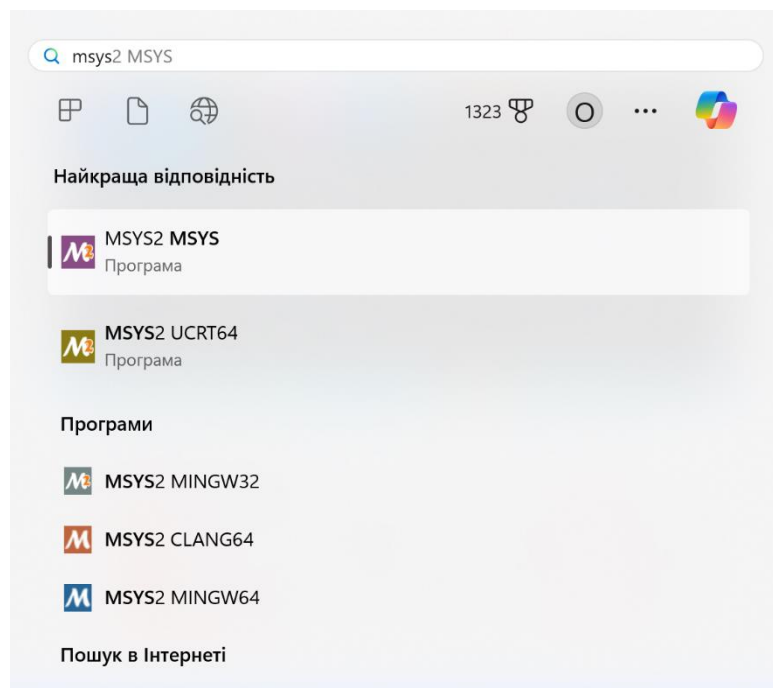 msys2 MSYS
1323
O
Найкраща відповідність
MSYS2 MSYS
Програма
MSYS2 UCRT64
Програма
Програми
MSYS2 MINGW32
MSYS2 CLANG64
MSYS2 MINGW64
Пошук в Інтернеті